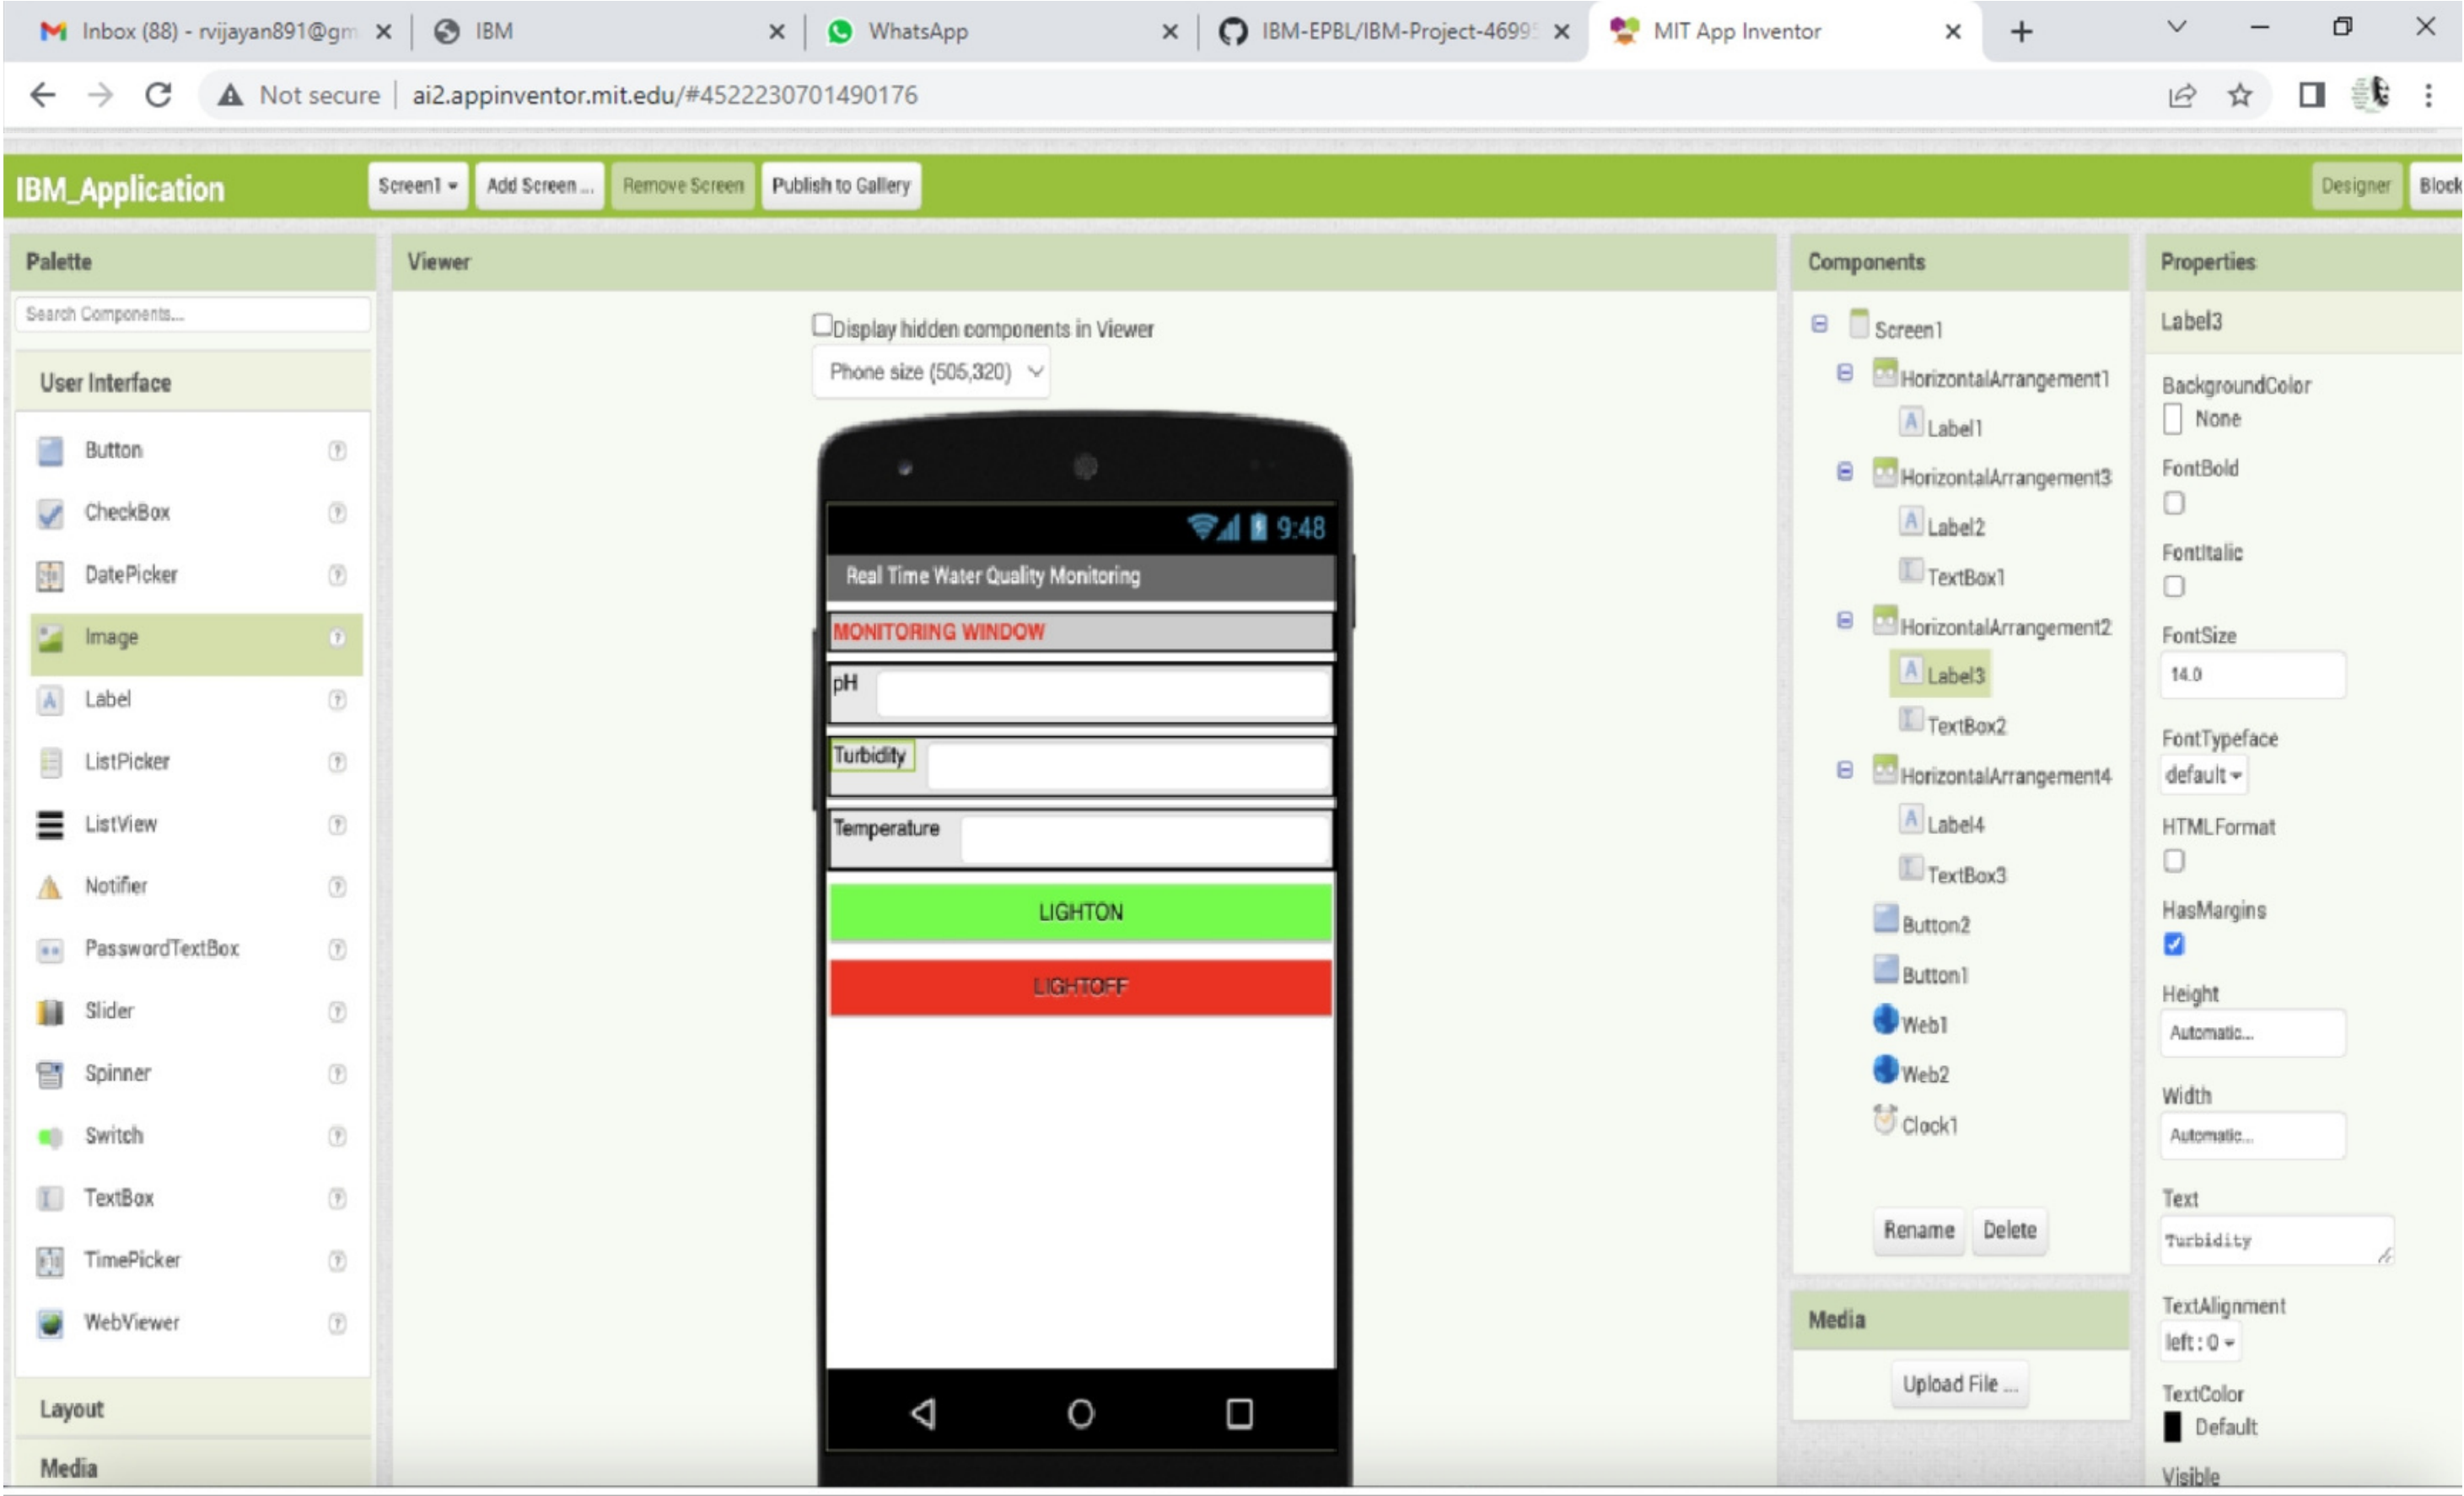 Inbox (88) - rvijayan891@gm
IBM
WhatsApp
IBM-EPBL/IBM-Project-46995
MIT App Inventor
Not secure
ai2.appinventor.mit.edu/#4522230701490176
IBM_Application
Screen1
Add Screen ...
Remove Screen
Publish to Gallery
Designer
Block
Palette
Search Components...
User Interface
Button
CheckBox
DatePicker
Image
Label
ListPicker
ListView
Notifier
PasswordTextBox
Slider
Spinner
Switch
TextBox
TimePicker
WebViewer
Layout
Media
Viewer
Display hidden components in Viewer
Phone size (505,320)
9:48
Real Time Water Quality Monitoring
MONITORING WINDOW
pH
Turbidity
Temperature
LIGHTON
LIGHTOFF
Components
Screen1
HorizontalArrangement1
Label1
HorizontalArrangement3
Label2
TextBox1
HorizontalArrangement2
Label3
TextBox2
HorizontalArrangement4
Label4
TextBox3
Button2
Button1
Web1
Web2
Clock1
Rename
Delete
Media
Upload File ...
Properties
Label3
BackgroundColor
None
FontBold
FontItalic
FontSize
14.0
FontTypeface
default
HTMLFormat
HasMargins
Height
Automatic...
Width
Automatic...
Text
Turbidity
TextAlignment
left : 0
TextColor
Default
Visible